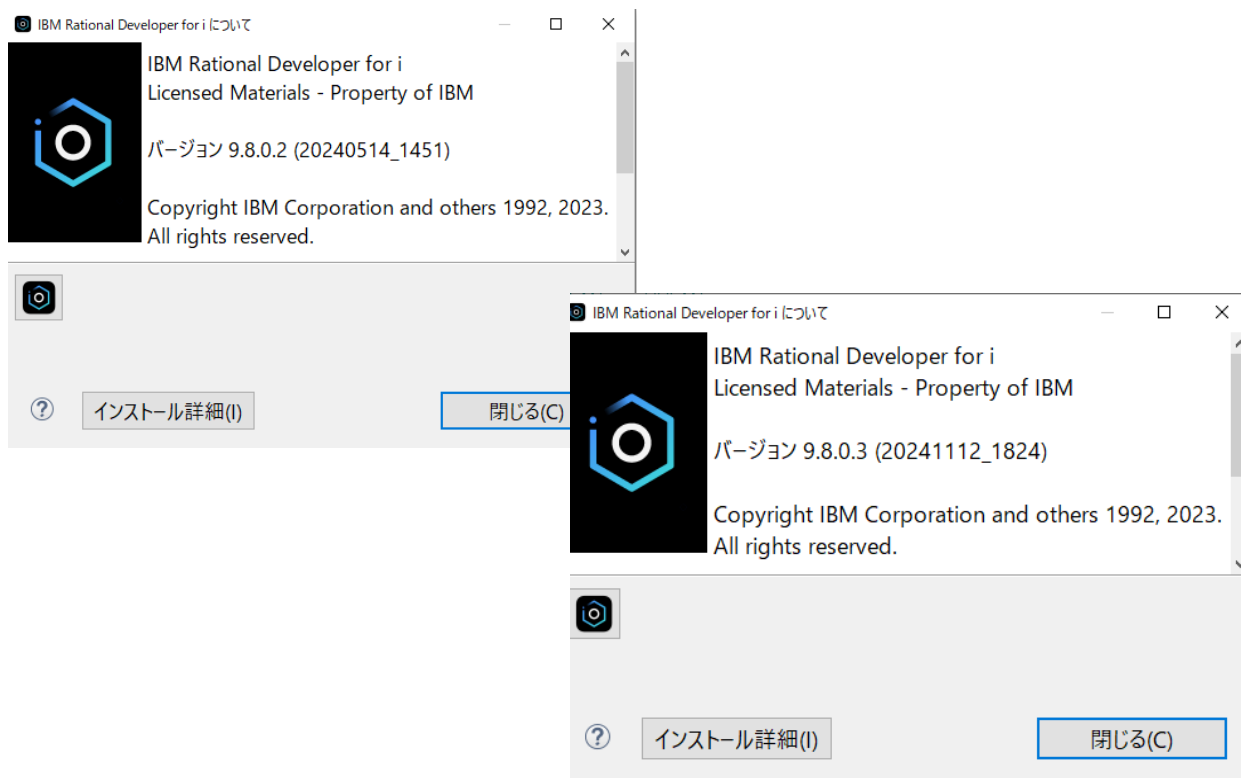 IBM Rational Developer for i について
IBM Rational Developer for i
Licensed Materials - Property of IBM
バージョン 9.8.0.2 (20240514_1451)
Copyright IBM Corporation and others 1992, 2023.
All rights reserved.
インストール詳細(I)
閉じる(C)
IBM Rational Developer for i について
IBM Rational Developer for i
Licensed Materials - Property of IBM
バージョン 9.8.0.3 (20241112_1824)
Copyright IBM Corporation and others 1992, 2023.
All rights reserved.
インストール詳細(I)
閉じる(C)